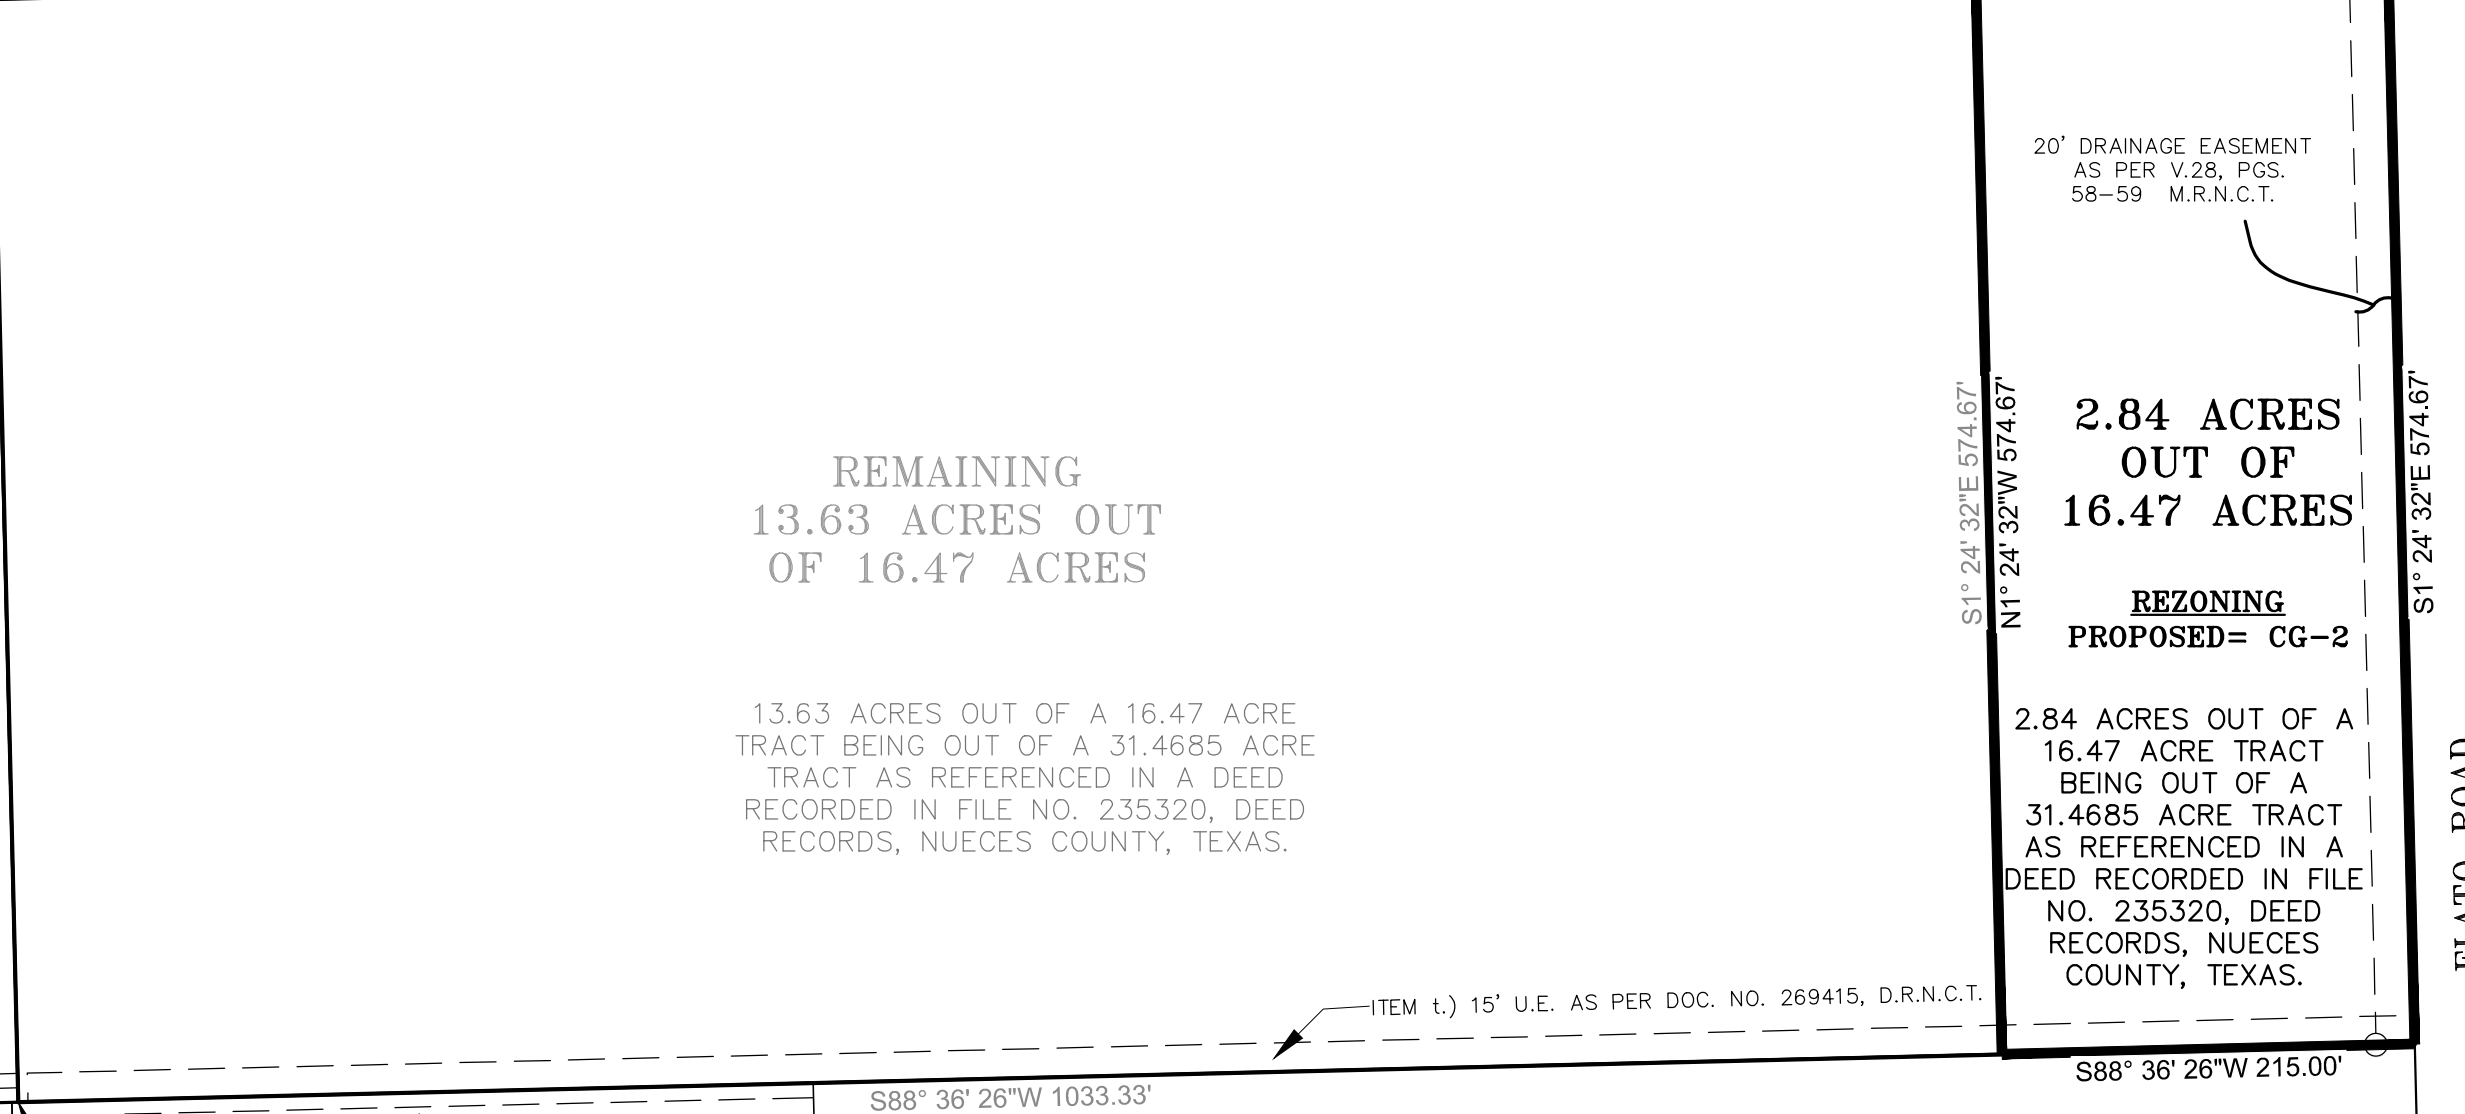 20' DRAINAGE EASEMENT
AS PER V.28, PGS.
58-59 M.R.N.C.T.
S1° 24' 32"E 574.67'
N1° 24' 32"W 574.67'
2.84 ACRES
OUT OF
16.47 ACRES
S1° 24' 32"E 574.67'
REZONING
PROPOSED= CG-2
2.84 ACRES OUT OF A
16.47 ACRE TRACT
BEING OUT OF A
31.4685 ACRE TRACT
AS REFERENCED IN A
DEED RECORDED IN FILE
NO. 235320, DEED
RECORDS, NUECES
COUNTY, TEXAS.
REMAINING
13.63 ACRES OUT
OF 16.47 ACRES
13.63 ACRES OUT OF A 16.47 ACRE
TRACT BEING OUT OF A 31.4685 ACRE
TRACT AS REFERENCED IN A DEED
RECORDED IN FILE NO. 235320, DEED
RECORDS, NUECES COUNTY, TEXAS.
ITEM t.) 15' U.E. AS PER DOC. NO. 269415, D.R.N.C.T.
S88° 36' 26"W 215.00'
S88° 36' 26"W 1033.33'